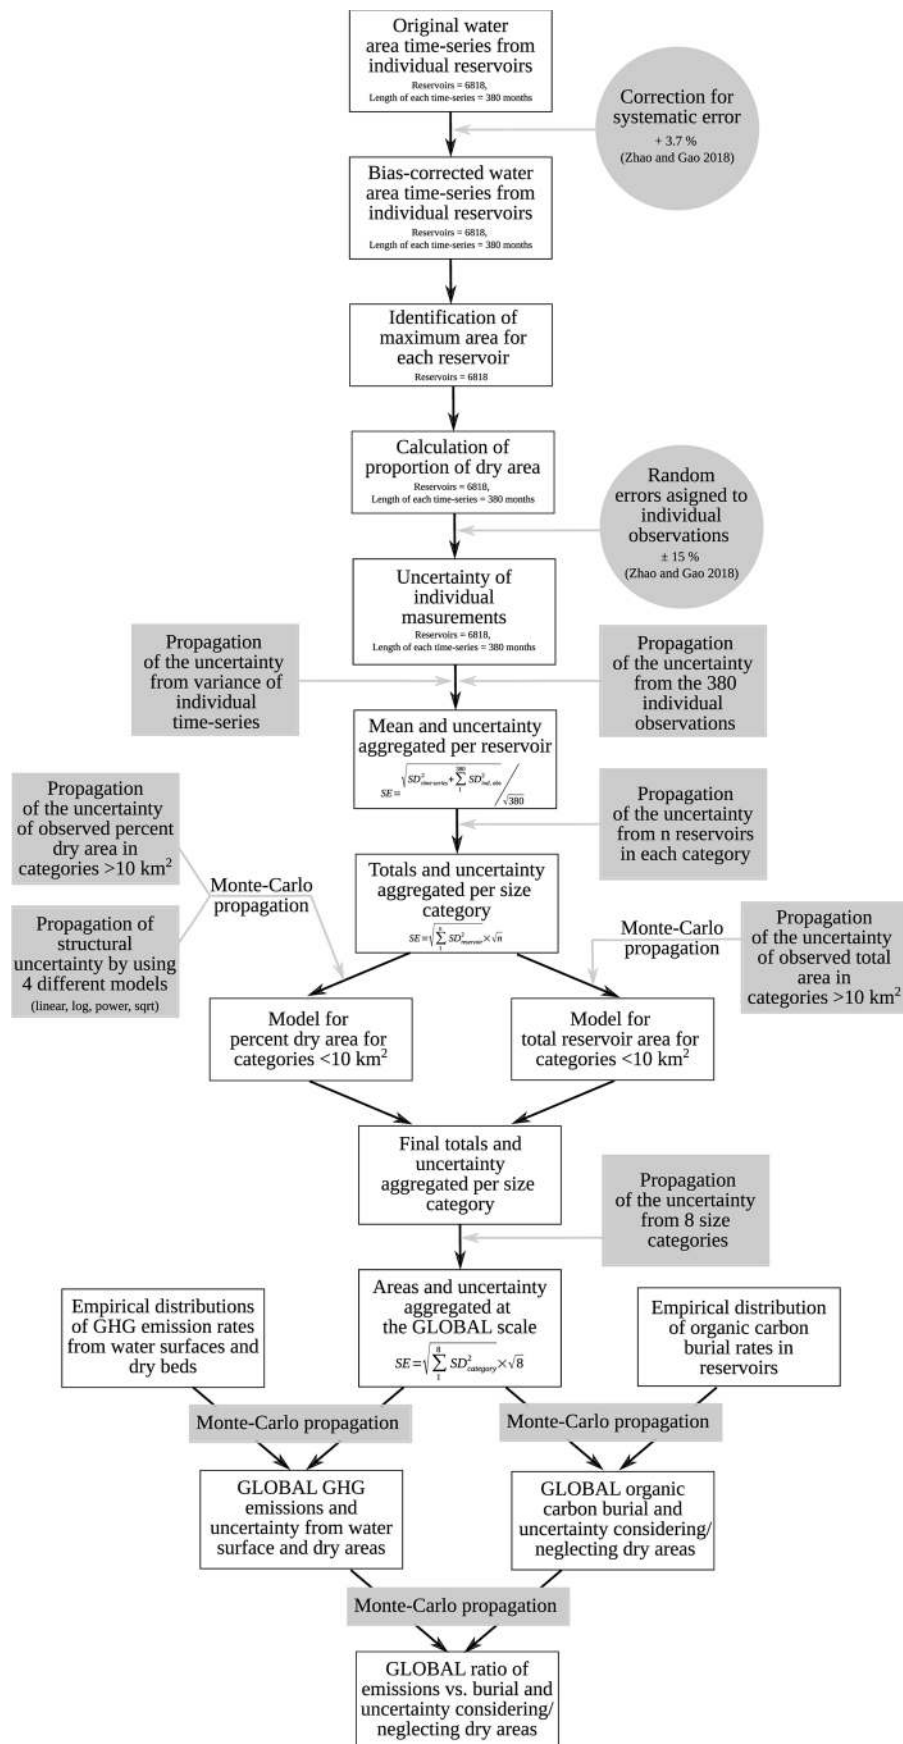 Original water
area time-series from
individual reservoirs
Reservoirs = 6818,
Length of each time-series = 380 months
Correction for
systematic error
+ 3.7 %
(Zhao and Gao 2018)
Bias-corrected water
area time-series from
individual reservoirs
Reservoirs = 6818,
Length of each time-series = 380 months
Identification of
maximum area for
each reservoir
Reservoirs = 6818
Calculation of
proportion of dry area
Reservoirs = 6818,
Length of each time-series = 380 months
Random
errors asigned to
individual
observations
± 15 %
(Zhao and Gao 2018)
Uncertainty of
individual
masurements
Reservoirs = 6818,
Length of each time-series = 380 months
Propagation
of the uncertainty
from variance of
individual
time-series
Propagation
of the uncertainty
from the 380
individual
observations
Mean and uncertainty
aggregated per reservoir
SE=√(SD²time-series+∑₁³⁸⁰ SD²ind. obs)/√380
Propagation
of the uncertainty
from n reservoirs
in each category
Propagation
of the uncertainty
of observed percent
dry area in
categories >10 km²
Monte-Carlo
propagation
Propagation of
structural
uncertainty by using
4 different models
(linear, log, power, sqrt)
Totals and uncertainty
aggregated per size
category
SE=√(∑₁ⁿ SD²reservoir)×√n
Monte-Carlo
propagation
Propagation
of the uncertainty
of observed total
area in
categories >10 km²
Model for
percent dry area for
categories <10 km²
Model for
total reservoir area for
categories <10 km²
Final totals and
uncertainty
aggregated per size
category
Propagation
of the uncertainty
from 8 size
categories
Empirical distributions
of GHG emission rates
from water surfaces and
dry beds
Areas and uncertainty
aggregated at
the GLOBAL scale
SE=√(∑₁⁸ SD²category)×√8
Empirical distribution
of organic carbon
burial rates in
reservoirs
Monte-Carlo propagation
Monte-Carlo propagation
GLOBAL GHG
emissions and
uncertainty from water
surface and dry areas
GLOBAL organic
carbon burial and
uncertainty considering/
neglecting dry areas
Monte-Carlo propagation
GLOBAL ratio of
emissions vs. burial and
uncertainty considering/
neglecting dry areas